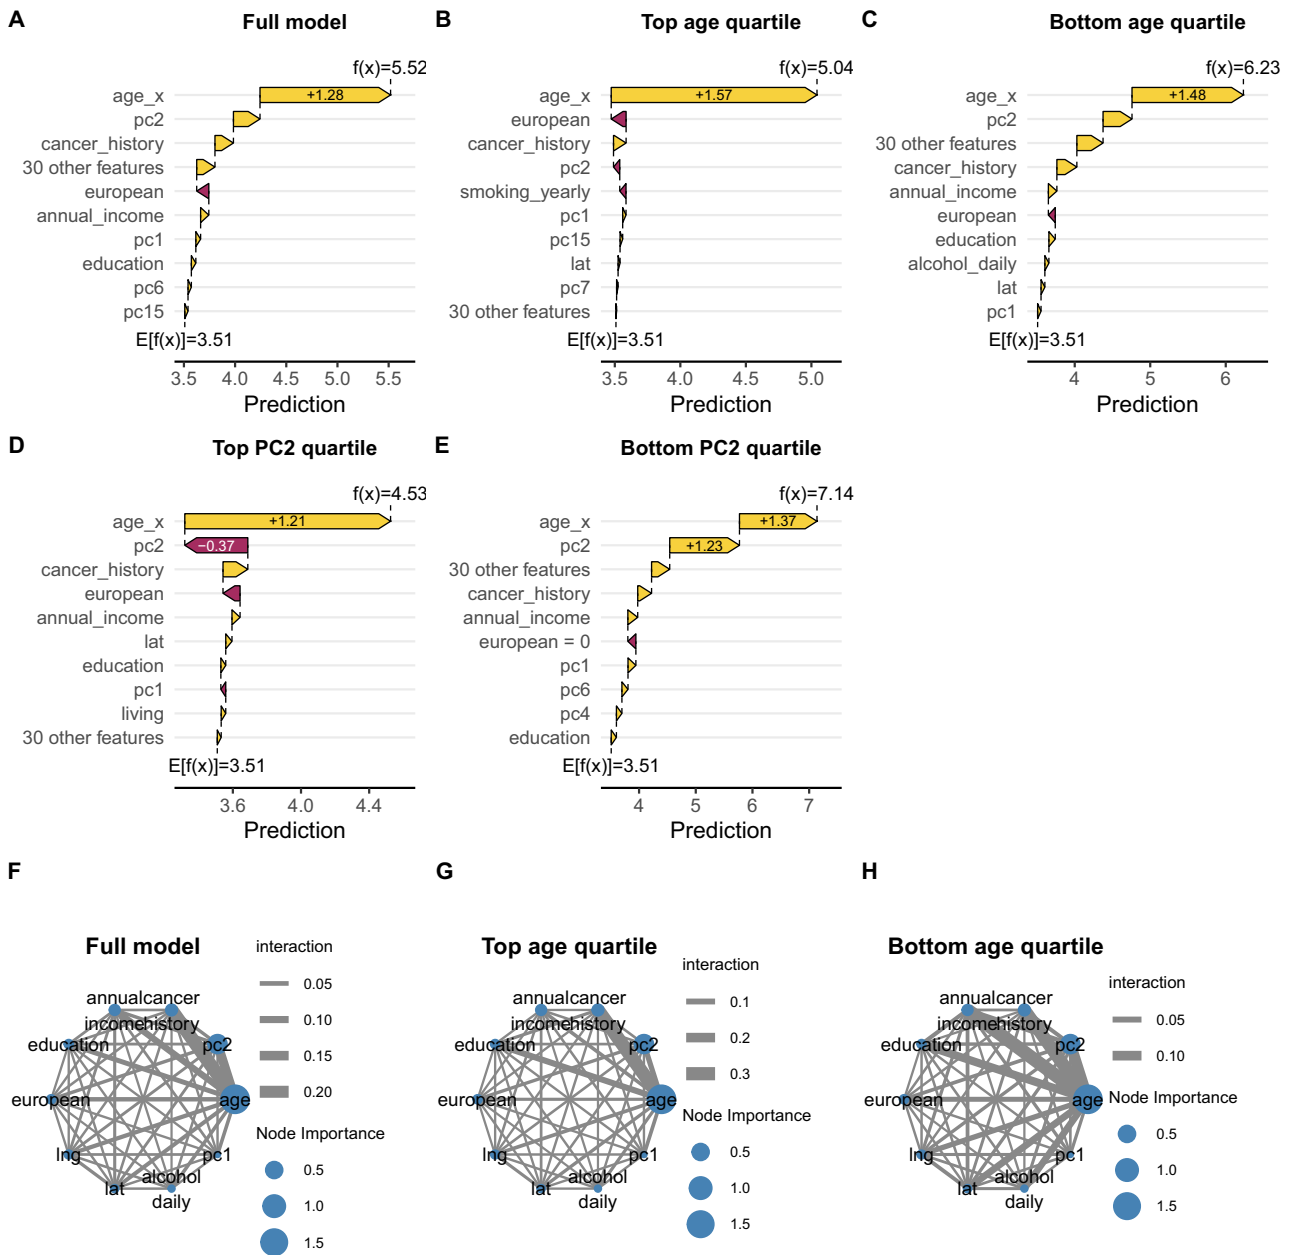 A
Full model
f(x)=5.52
age_x
+1.28
pc2
cancer_history
30 other features
european
annual_income
pc1
education
pc6
pc15
E[f(x)]=3.51
3.5 4.0 4.5 5.0 5.5
Prediction
B
Top age quartile
f(x)=5.04
age_x
+1.57
european
cancer_history
pc2
smoking_yearly
pc1
pc15
lat
pc7
30 other features
E[f(x)]=3.51
3.5 4.0 4.5 5.0
Prediction
C
Bottom age quartile
f(x)=6.23
age_x
+1.48
pc2
30 other features
cancer_history
annual_income
european
education
alcohol_daily
lat
pc1
E[f(x)]=3.51
4 5 6
Prediction
D
Top PC2 quartile
f(x)=4.53
age_x
+1.21
pc2
−0.37
cancer_history
european
annual_income
lat
education
pc1
living
30 other features
E[f(x)]=3.51
3.6 4.0 4.4
Prediction
E
Bottom PC2 quartile
f(x)=7.14
age_x
+1.37
pc2
+1.23
30 other features
cancer_history
annual_income
european = 0
pc1
pc6
pc4
education
E[f(x)]=3.51
4 5 6 7
Prediction
F
Full model
annual
income
cancer
history
education
pc2
european
age
lng
pc1
lat
alcohol
daily
interaction
0.05
0.10
0.15
0.20
Node Importance
0.5
1.0
1.5
G
Top age quartile
annual
income
cancer
history
education
pc2
european
age
lng
pc1
lat
alcohol
daily
interaction
0.1
0.2
0.3
Node Importance
0.5
1.0
1.5
H
Bottom age quartile
annual
income
cancer
history
education
pc2
european
age
lng
pc1
lat
alcohol
daily
interaction
0.05
0.10
Node Importance
0.5
1.0
1.5